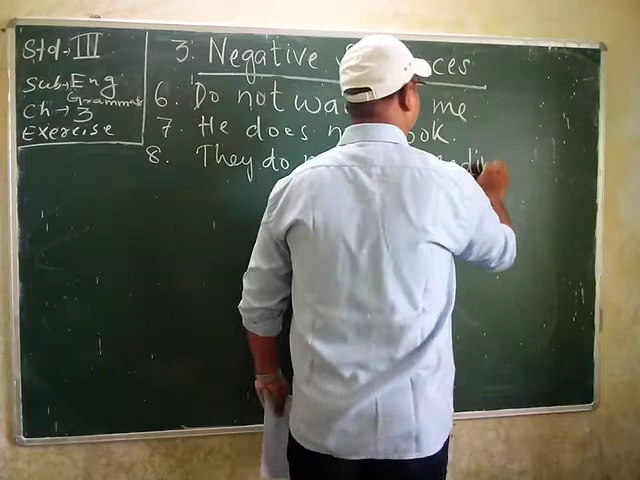 Std→III
Sub→Eng
Grammar
Ch→3
Exercise
3. Negative
6. Do not me
7. He does
8. They do